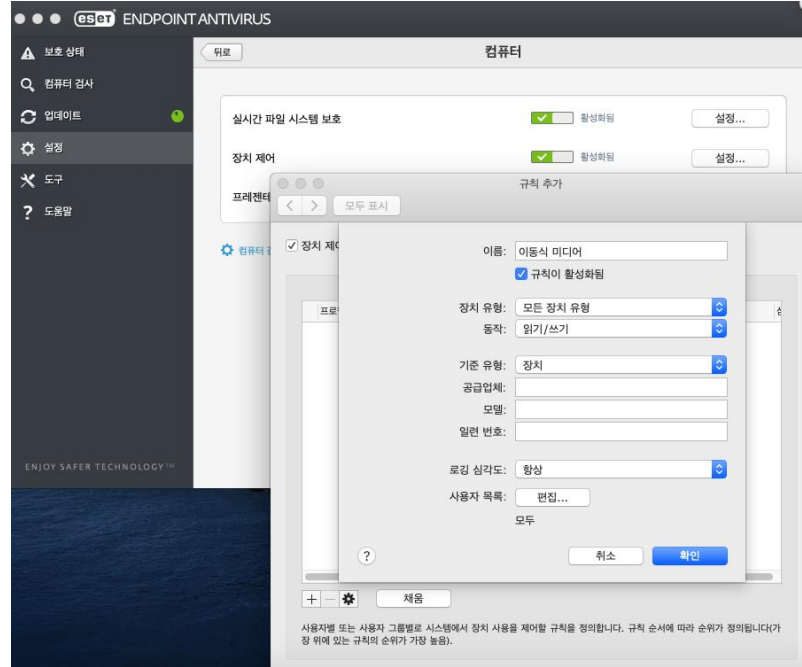 eset ENDPOINT ANTIVIRUS
보호 상태
컴퓨터 검사
업데이트
설정
도구
도움말
ENJOY SAFER TECHNOLOGY™
뒤로
컴퓨터
실시간 파일 시스템 보호 활성화됨 설정...
장치 제어 활성화됨 설정...
컴퓨터
규칙 추가
모두 표시
장치
이름: 이동식 미디어
규칙이 활성화됨
장치 유형: 모든 장치 유형
동작: 읽기/쓰기
기준 유형: 장치
공급업체:
모델:
일련 번호:
로깅 심각도: 항상
사용자 목록: 편집...
모두
? 취소 확인
+ − 채움
사용자별 또는 사용자 그룹별로 시스템에서 장치 사용을 제어할 규칙을 정의합니다. 규칙 순서에 따라 순위가 정의됩니다(가
장 위에 있는 규칙의 순위가 가장 높음).